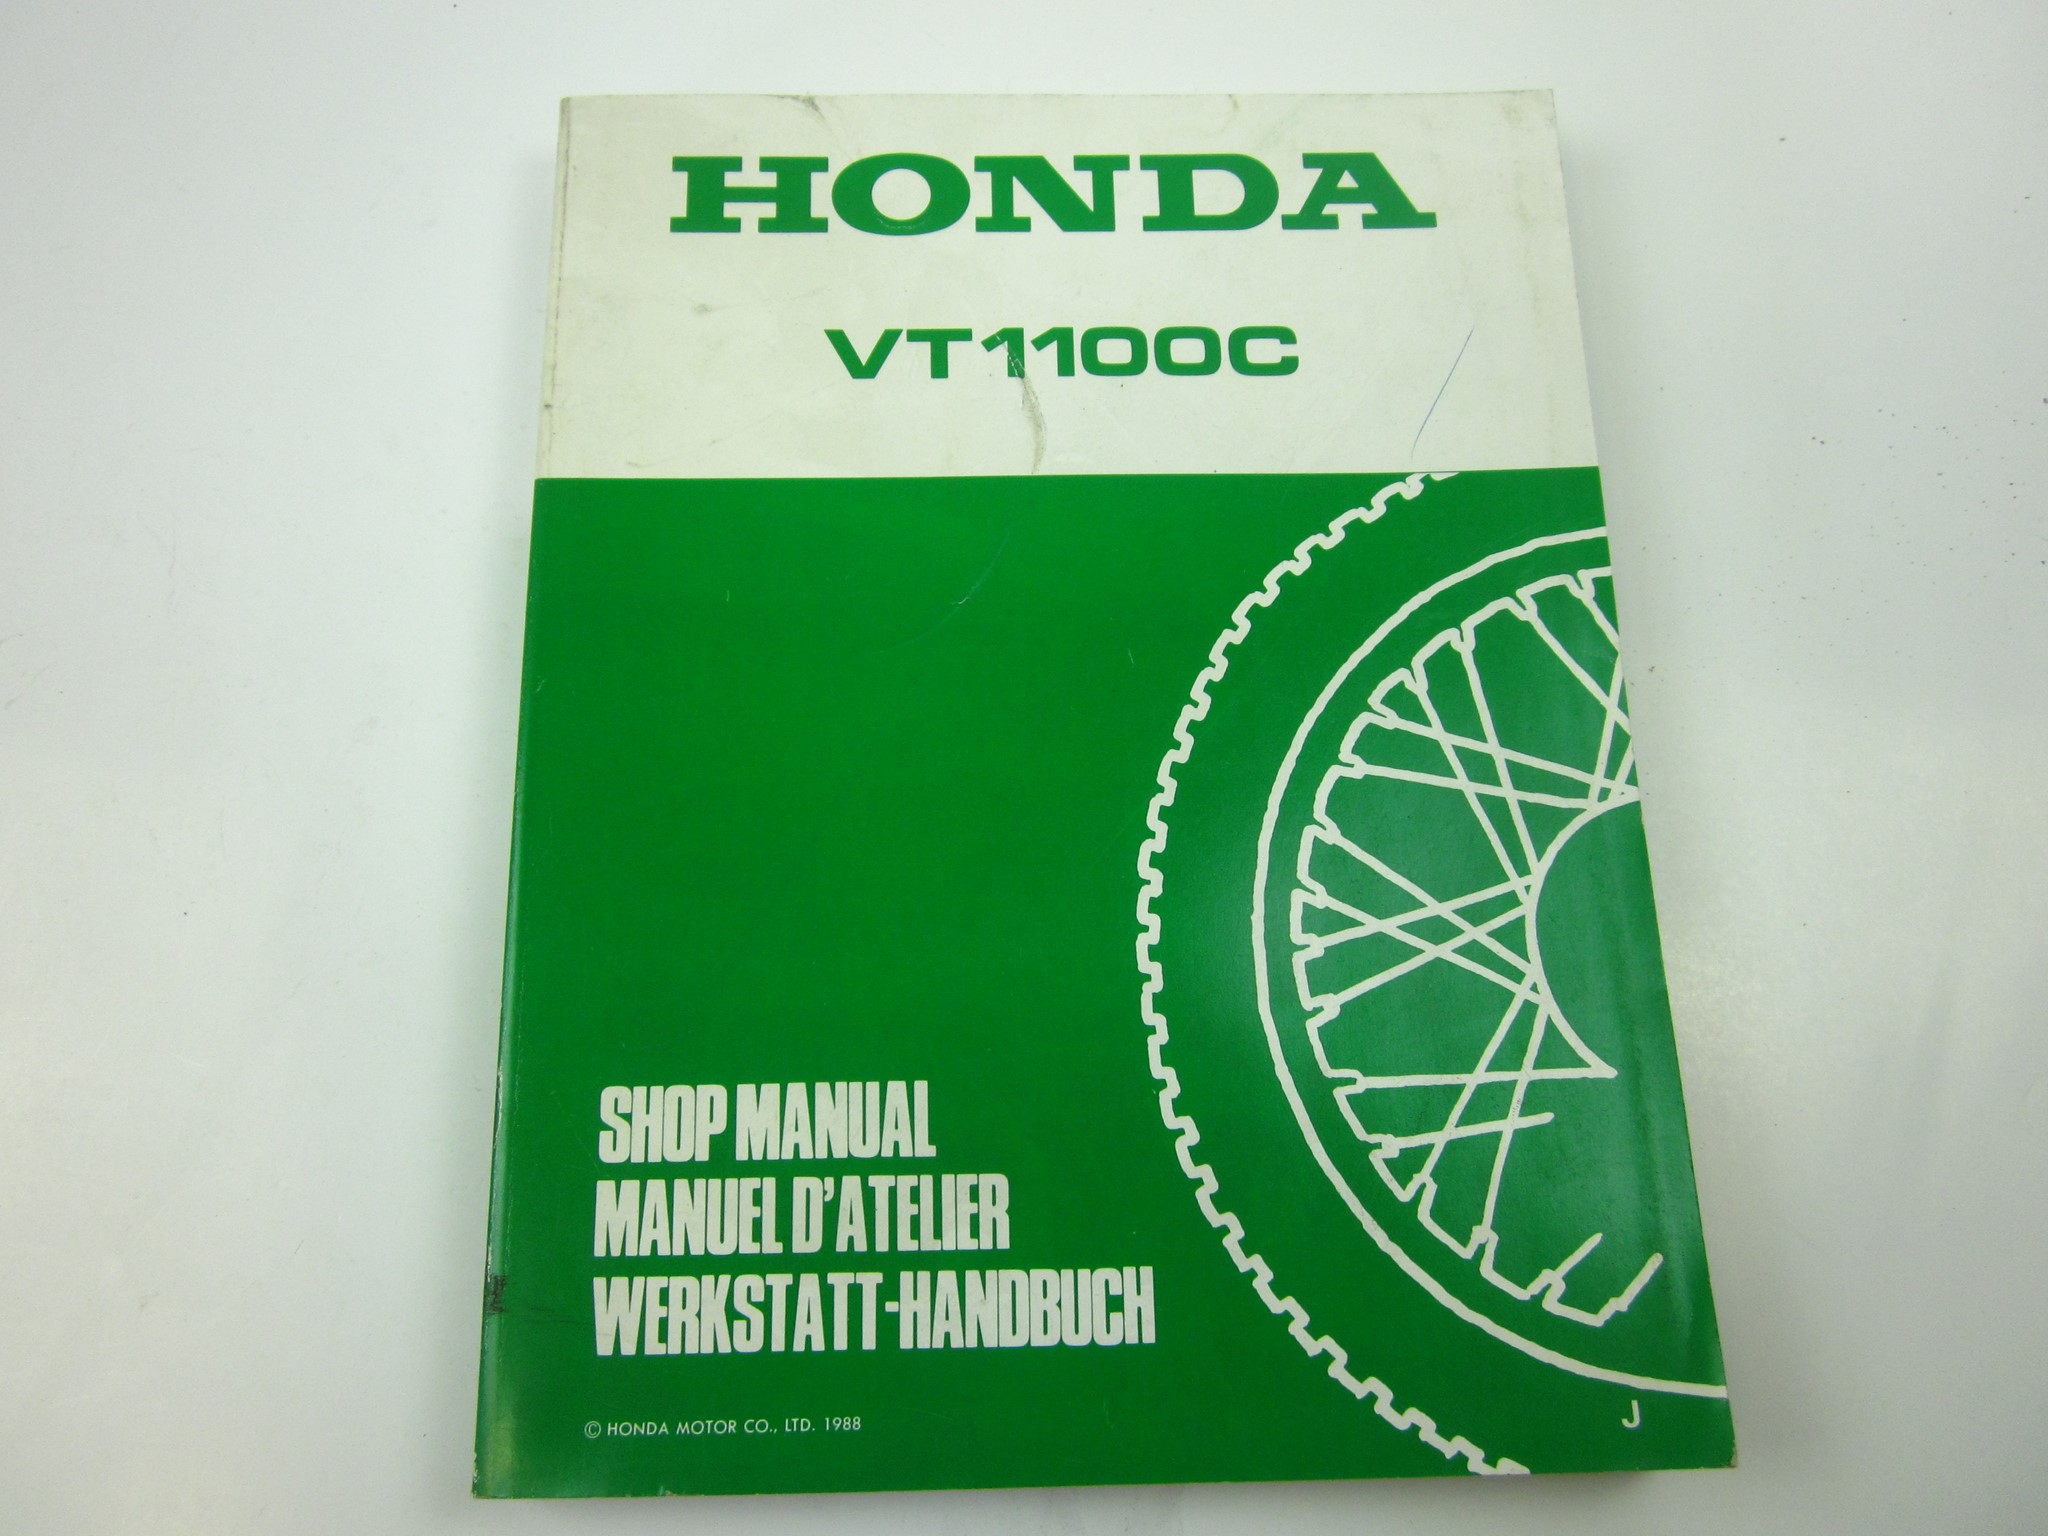 HONDA
VT1100C
SHOP MANUAL
MANUEL D'ATELIER
WERKSTATT-HANDBUCH
© HONDA MOTOR CO., LTD. 1988
J